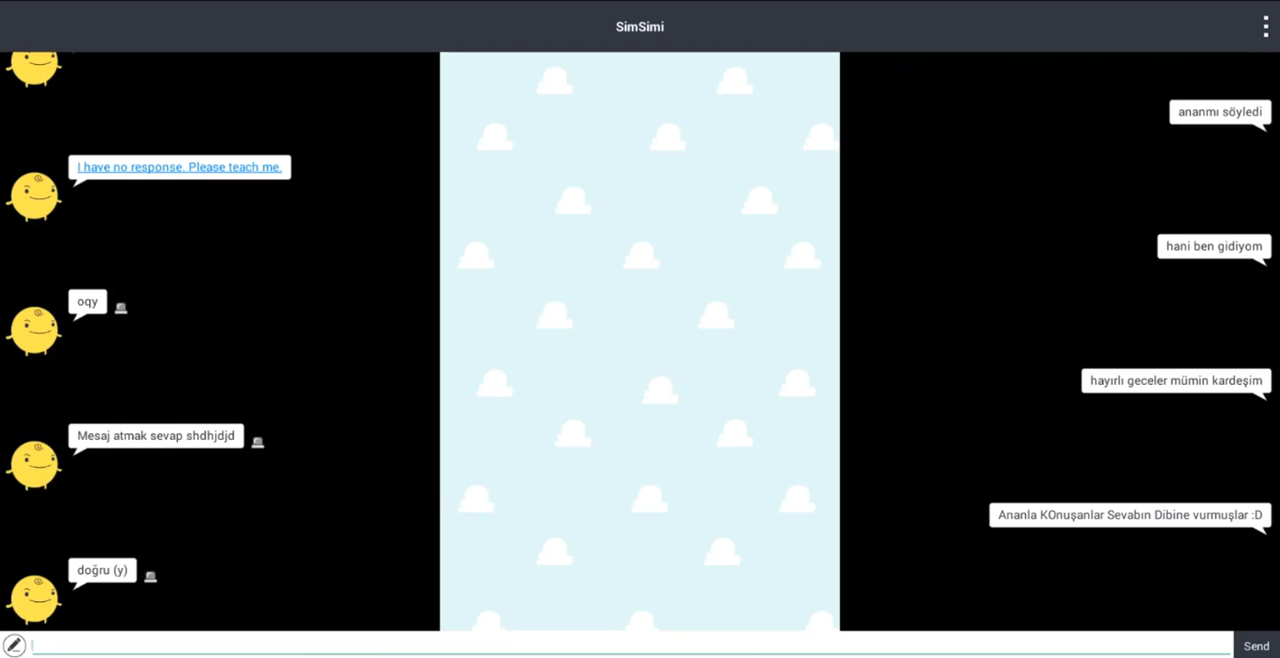 SimSimi
ananmı söyledi
I have no response. Please teach me.
hani ben gidiyom
oqy
hayırlı geceler mümin kardeşim
Mesaj atmak sevap shdhjdjd
Ananla KOnuşanlar Sevabın Dibine vurmuşlar :D
doğru (y)
Send